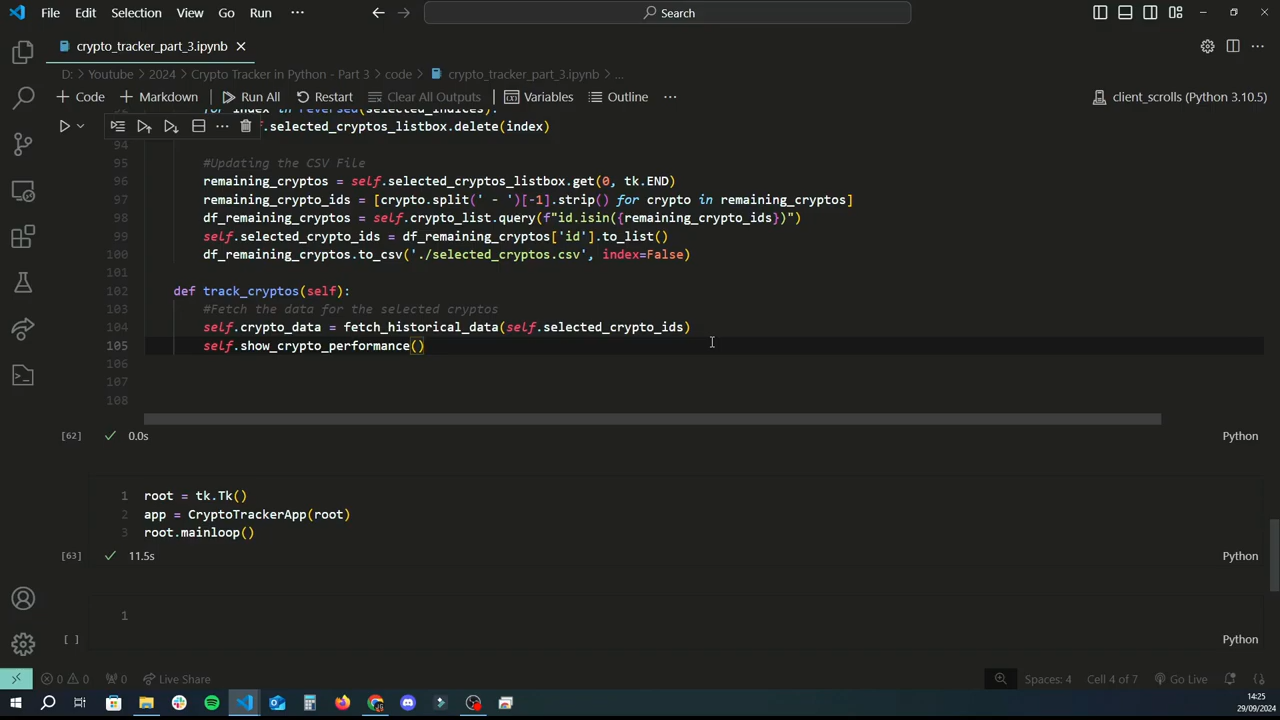 File Edit Selection View Go Run ··· Search
crypto_tracker_part_3.ipynb
D: > Youtube > 2024 > Crypto Tracker in Python - Part 3 > code > crypto_tracker_part_3.ipynb > ...
+ Code + Markdown Run All Restart Clear All Outputs Variables Outline ··· client_scrolls (Python 3.10.5)
.selected_cryptos_listbox.delete(index)
94
95 #Updating the CSV File
96 remaining_cryptos = self.selected_cryptos_listbox.get(0, tk.END)
97 remaining_crypto_ids = [crypto.split(' - ')[-1].strip() for crypto in remaining_cryptos]
98 df_remaining_cryptos = self.crypto_list.query(f"id.isin({remaining_crypto_ids})")
99 self.selected_crypto_ids = df_remaining_cryptos['id'].to_list()
100 df_remaining_cryptos.to_csv('./selected_cryptos.csv', index=False)
101
102 def track_cryptos(self):
103 #Fetch the data for the selected cryptos
104 self.crypto_data = fetch_historical_data(self.selected_crypto_ids)
105 self.show_crypto_performance()
106
107
108
[62] 0.0s Python
1 root = tk.Tk()
2 app = CryptoTrackerApp(root)
3 root.mainloop()
[63] 11.5s Python
1
[ ] Python
0 0 0 Live Share Spaces: 4 Cell 4 of 7 Go Live
14:25
29/09/2024